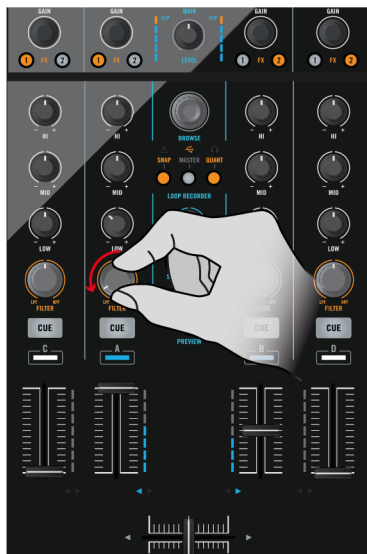 GAIN GAIN MAIN GAIN GAIN
CLIP CLIP
1 FX 2 1 FX 2 LEVEL 1 FX 2 1 FX 2
BROWSE
HI HI HI HI
SNAP MASTER QUANT
MID MID MID MID
LOOP RECORDER
LOW LOW LOW
LPF HPF LPF HPF
FILTER FILTER FILTER
CUE CUE CUE CUE
PREVIEW
C A B D